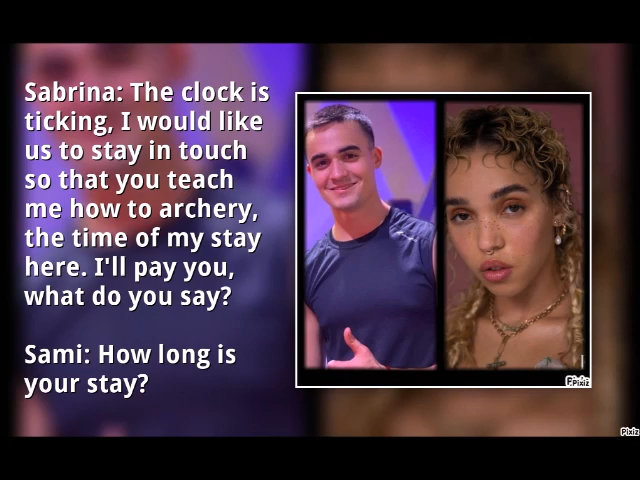 Sabrina: The clock is
ticking, I would like
us to stay in touch
so that you teach
me how to archery,
the time of my stay
here. I'll pay you,
what do you say?
Sami: How long is
your stay?
Pixiz
Pixiz